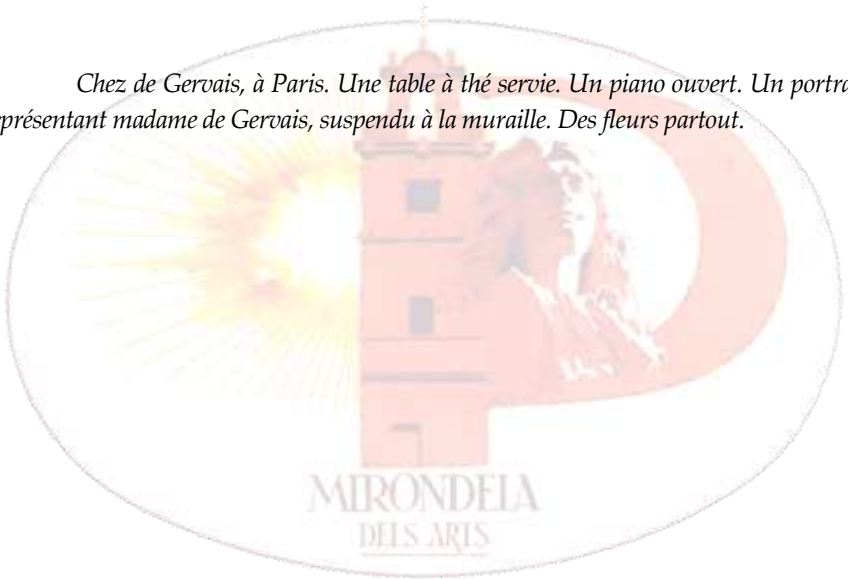 Chez de Gervais, à Paris. Une table à thé servie. Un piano ouvert. Un
présentant madame de Gervais, suspendu à la muraille. Des fleurs partout.
MIRONDELA
DELS ARTS